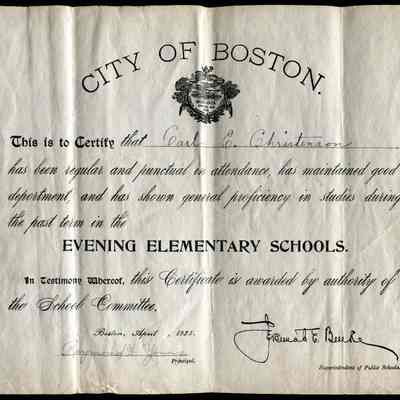 CITY OF BOSTON.
This is to Certify that Carl E. Christenson
has been regular and punctual in attendance, has maintained good
deportment, and has shown general proficiency in studies during
the past term in the
EVENING ELEMENTARY SCHOOLS.
In Testimony Whereof, this Certificate is awarded by authority of
the School Committee.
Boston, April, 1921.
Principal.
Superintendent of Public Schools